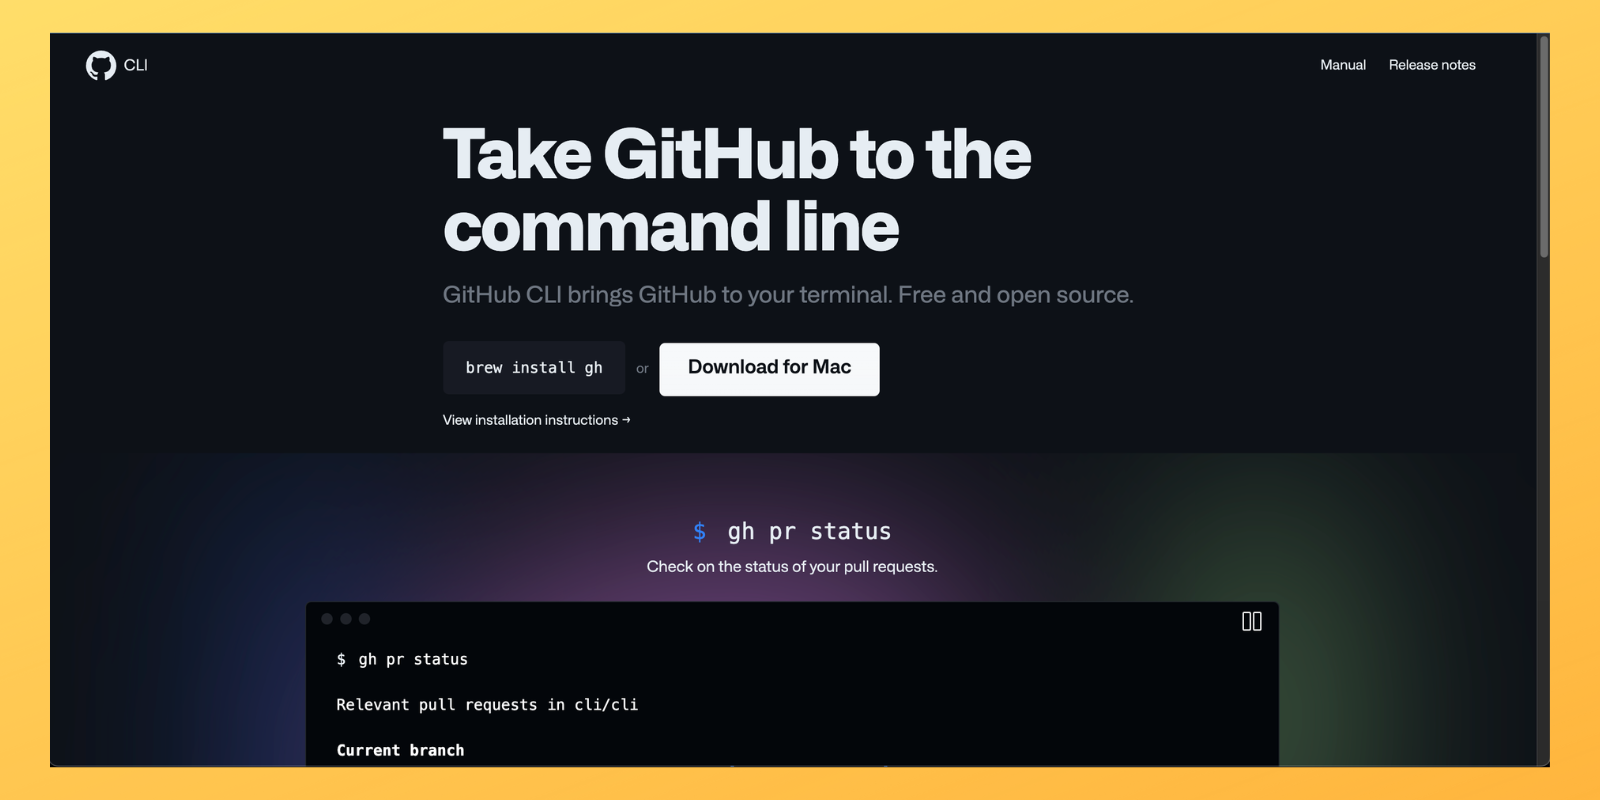 CLI
Manual
Release notes
Take GitHub to the
command line
GitHub CLI brings GitHub to your terminal. Free and open source.
brew install gh
or
Download for Mac
View installation instructions →
$ gh pr status
Check on the status of your pull requests.
$ gh pr status
Relevant pull requests in cli/cli
Current branch